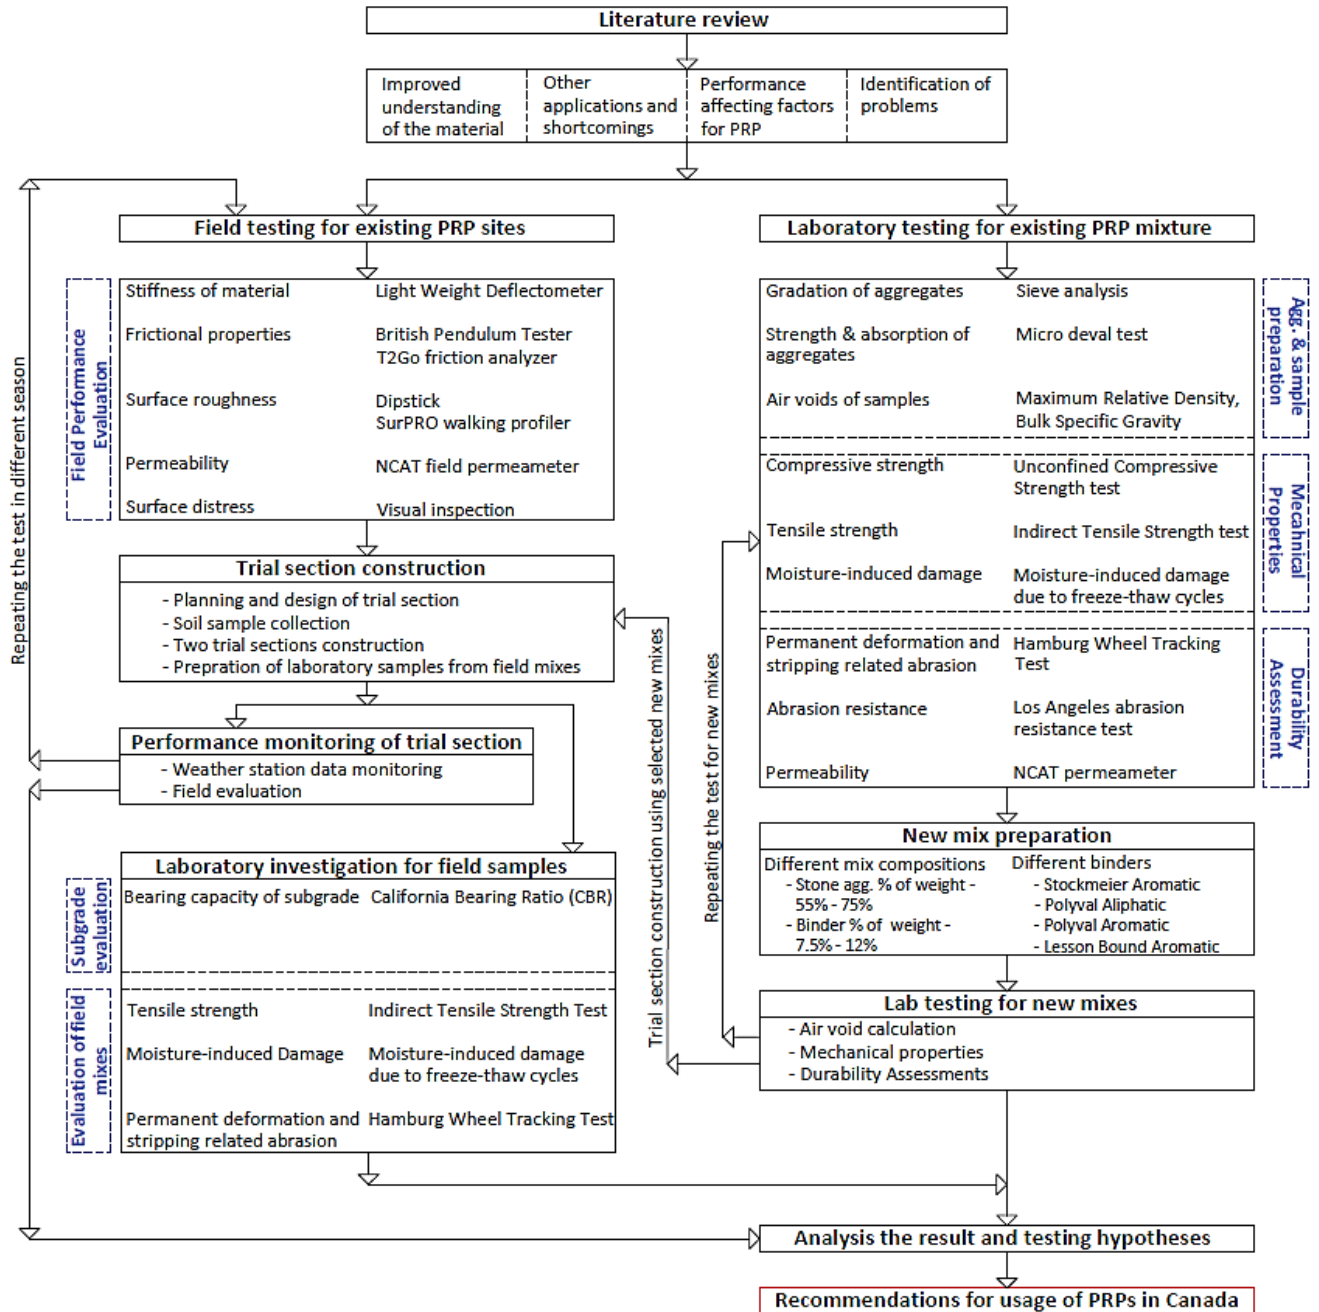 Literature review
Improved
understanding
of the material
Other
applications and
shortcomings
Performance
affecting factors
for PRP
Identification of
problems
Field testing for existing PRP sites
Field Performance
Evaluation
Stiffness of material
Light Weight Deflectometer
Frictional properties
British Pendulum Tester
T2Go friction analyzer
Surface roughness
Dipstick
SurPRO walking profiler
Permeability
NCAT field permeameter
Surface distress
Visual inspection
Repeating the test in different season
Trial section construction
- Planning and design of trial section
- Soil sample collection
- Two trial sections construction
- Prepration of laboratory samples from field mixes
Performance monitoring of trial section
- Weather station data monitoring
- Field evaluation
Laboratory investigation for field samples
Subgrade
evaluation
Bearing capacity of subgrade
California Bearing Ratio (CBR)
Evaluation of field
mixes
Tensile strength
Indirect Tensile Strength Test
Moisture-induced Damage
Moisture-induced damage
due to freeze-thaw cycles
Permanent deformation and
stripping related abrasion
Hamburg Wheel Tracking Test
Trial section construction using selected new mixes
Repeating the test for new mixes
Laboratory testing for existing PRP mixture
Gradation of aggregates
Sieve analysis
Strength & absorption of
aggregates
Micro deval test
Air voids of samples
Maximum Relative Density,
Bulk Specific Gravity
Agg. & sample
preparation
Compressive strength
Unconfined Compressive
Strength test
Tensile strength
Indirect Tensile Strength test
Moisture-induced damage
Moisture-induced damage
due to freeze-thaw cycles
Mecahnical
Properties
Permanent deformation and
stripping related abrasion
Hamburg Wheel Tracking
Test
Abrasion resistance
Los Angeles abrasion
resistance test
Permeability
NCAT permeameter
Durability
Assessment
New mix preparation
Different mix compositions
- Stone agg. % of weight -
55% - 75%
- Binder % of weight -
7.5% - 12%
Different binders
- Stockmeier Aromatic
- Polyval Aliphatic
- Polyval Aromatic
- Lesson Bound Aromatic
Lab testing for new mixes
- Air void calculation
- Mechanical properties
- Durability Assessments
Analysis the result and testing hypotheses
Recommendations for usage of PRPs in Canada